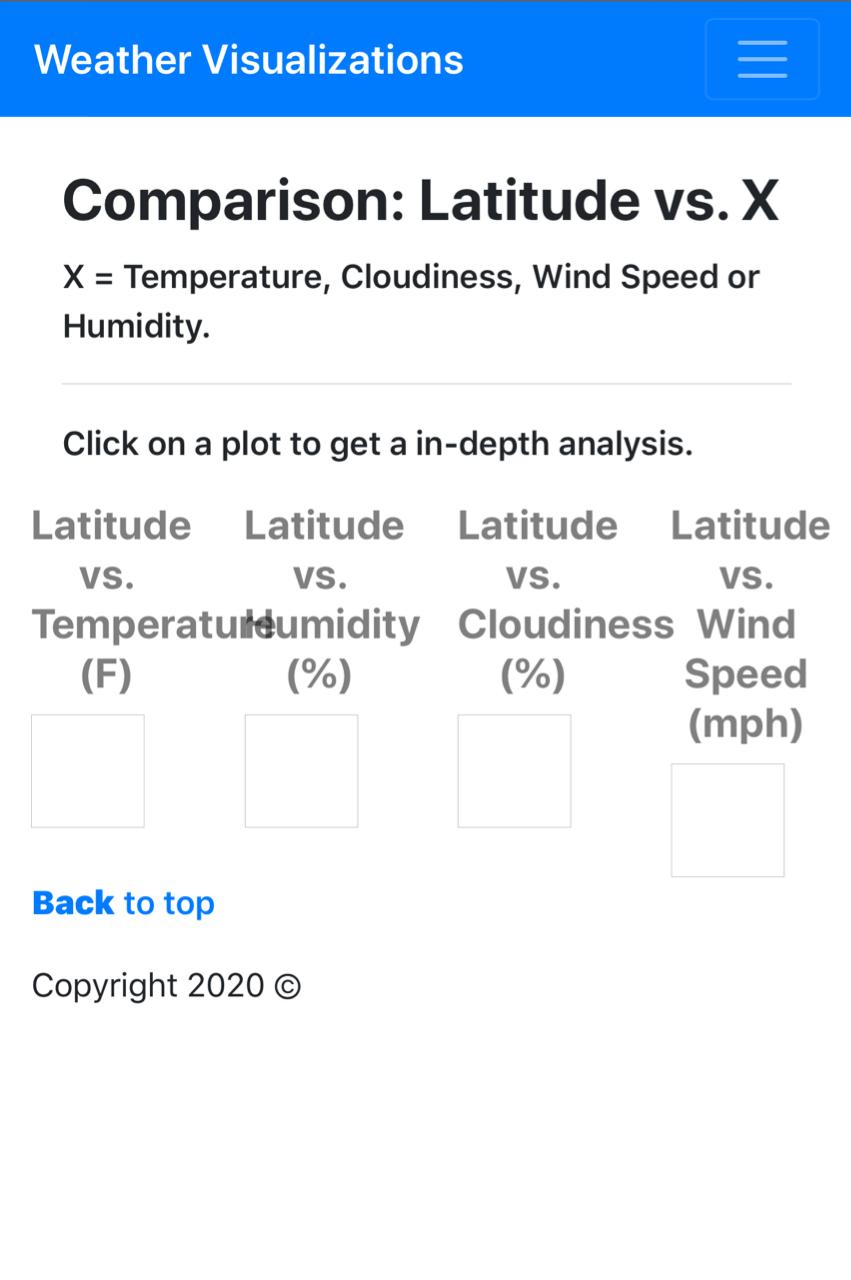 Weather Visualizations
Comparison: Latitude vs. X
X = Temperature, Cloudiness, Wind Speed or
Humidity.
Click on a plot to get a in-depth analysis.
Latitude
vs.
Temperature
(F)
Latitude
vs.
Humidity
(%)
Latitude
vs.
Cloudiness
(%)
Latitude
vs.
Wind
Speed
(mph)
Back to top
Copyright 2020 ©